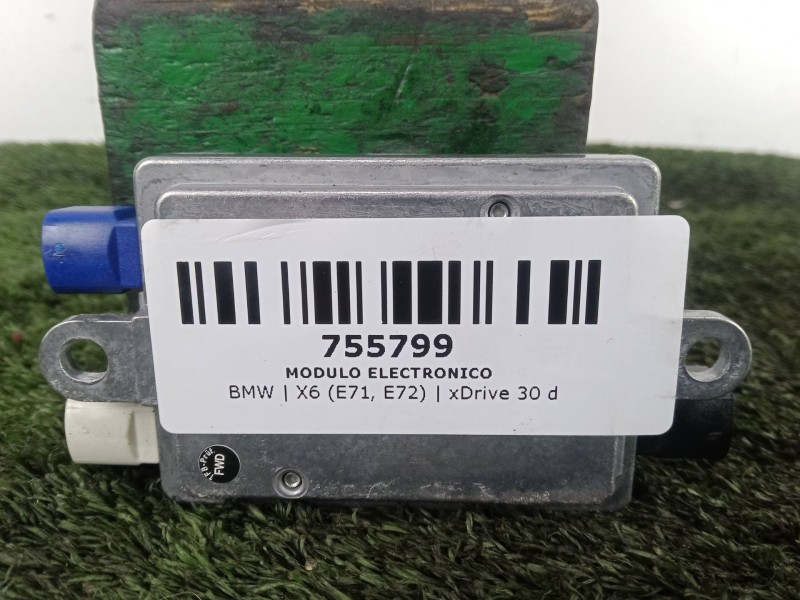 755799
MODULO ELECTRONICO
BMW | X6 (E71, E72) | xDrive 30 d
FWD